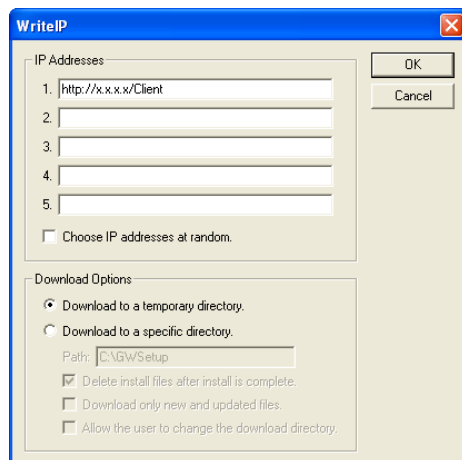 WriteIP
IP Addresses
OK
1. http://x.x.x.x/Client
Cancel
2.
3.
4.
5.
Choose IP addresses at random.
Download Options
Download to a temporary directory.
Download to a specific directory.
Path: C:\GWSetup
Delete install files after install is complete.
Download only new and updated files.
Allow the user to change the download directory.